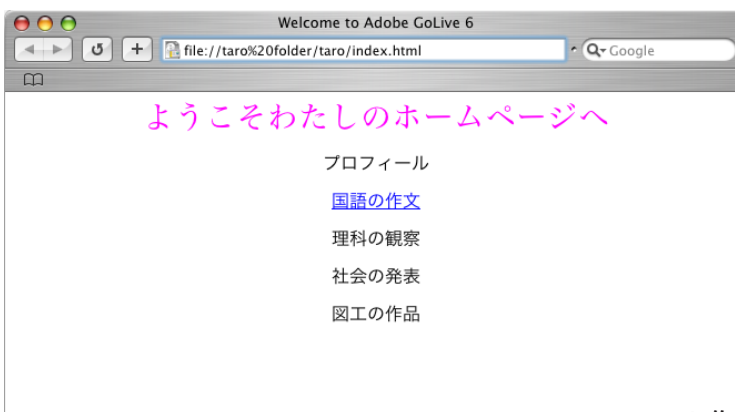 Welcome to Adobe GoLive 6
file://taro%20folder/taro/index.html
Google
ようこそわたしのホームページへ
プロフィール
国語の作文
理科の観察
社会の発表
図工の作品